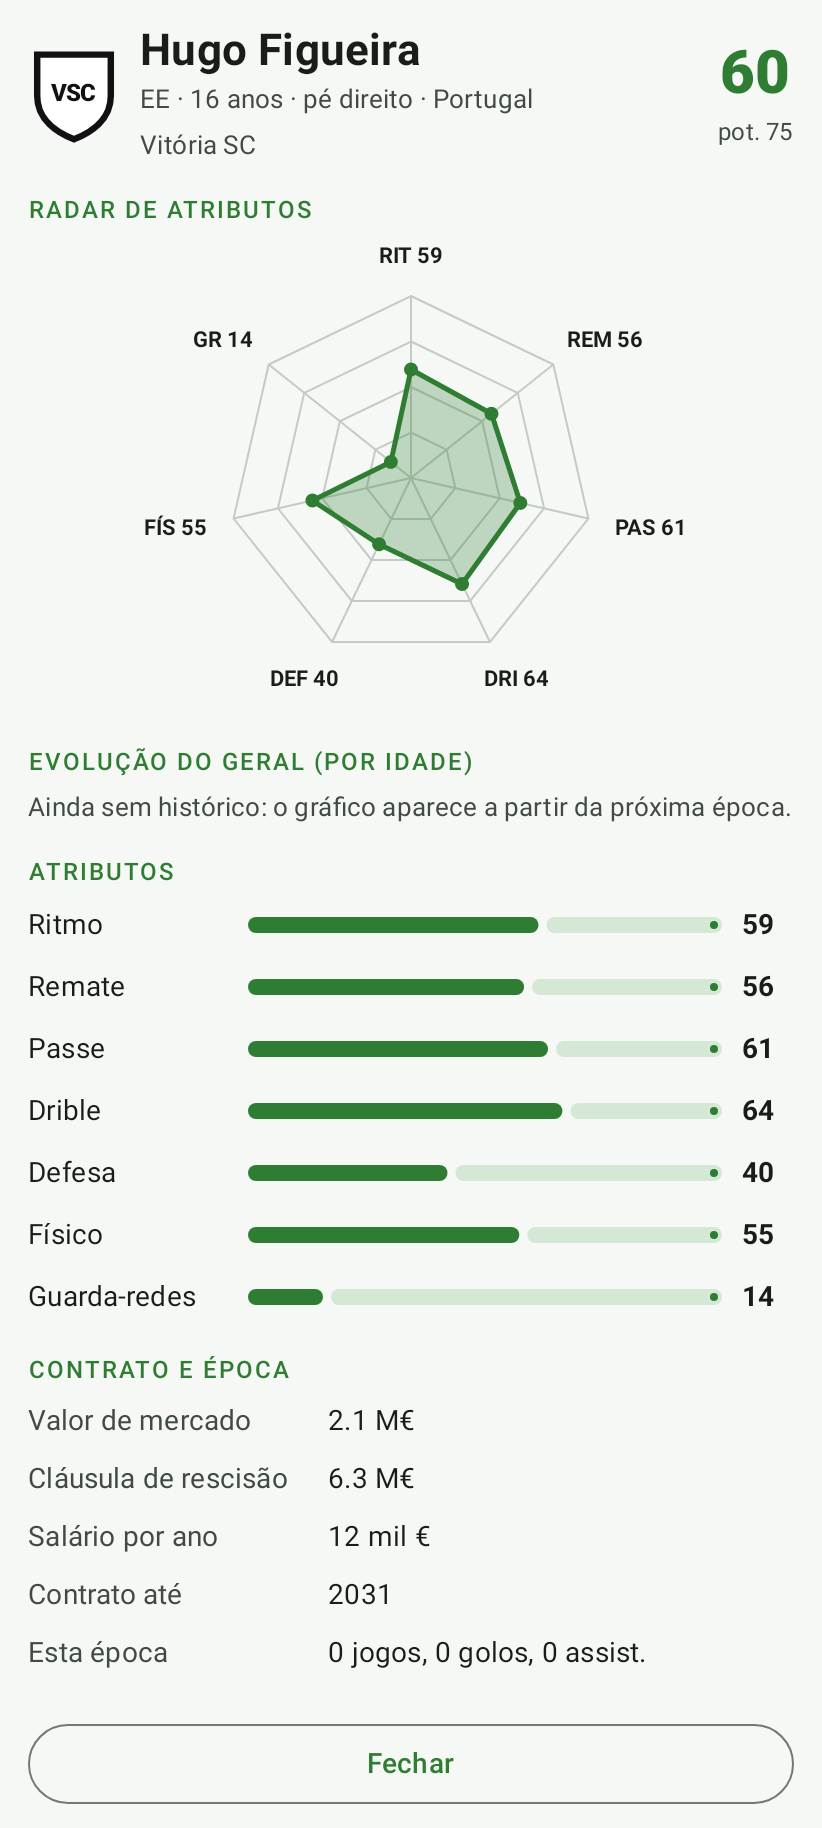 VSC
Hugo Figueira
EE · 16 anos · pé direito · Portugal
Vitória SC
60
pot. 75
RADAR DE ATRIBUTOS
RIT 59
GR 14
REM 56
FÍS 55
PAS 61
DEF 40
DRI 64
EVOLUÇÃO DO GERAL (POR IDADE)
Ainda sem histórico: o gráfico aparece a partir da próxima época.
ATRIBUTOS
Ritmo 59
Remate 56
Passe 61
Drible 64
Defesa 40
Físico 55
Guarda-redes 14
CONTRATO E ÉPOCA
Valor de mercado 2.1 M€
Cláusula de rescisão 6.3 M€
Salário por ano 12 mil €
Contrato até 2031
Esta época 0 jogos, 0 golos, 0 assist.
Fechar